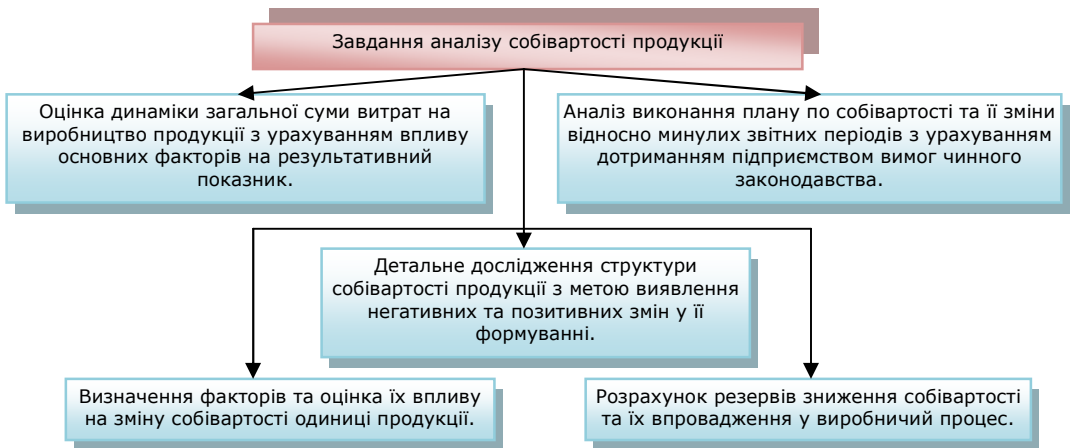 Завдання аналізу собівартості продукції
Оцінка динаміки загальної суми витрат на
виробництво продукції з урахуванням впливу
основних факторів на результативний
показник.
Аналіз виконання плану по собівартості та її зміни
відносно минулих звітних періодів з урахуванням
дотриманням підприємством вимог чинного
законодавства.
Детальне дослідження структури
собівартості продукції з метою виявлення
негативних та позитивних змін у її
формуванні.
Визначення факторів та оцінка їх впливу
на зміну собівартості одиниці продукції.
Розрахунок резервів зниження собівартості
та їх впровадження у виробничий процес.